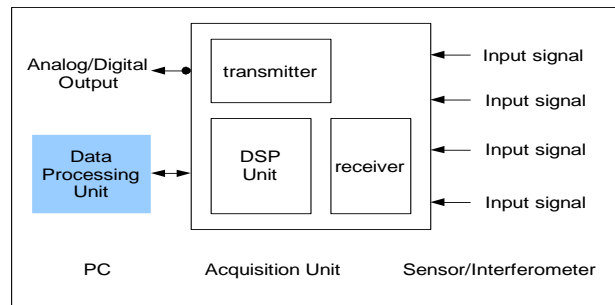 Analog/Digital
Output
transmitter
Input signal
Input signal
Data
Processing
Unit
DSP
Unit
receiver
Input signal
Input signal
PC
Acquisition Unit
Sensor/Interferometer